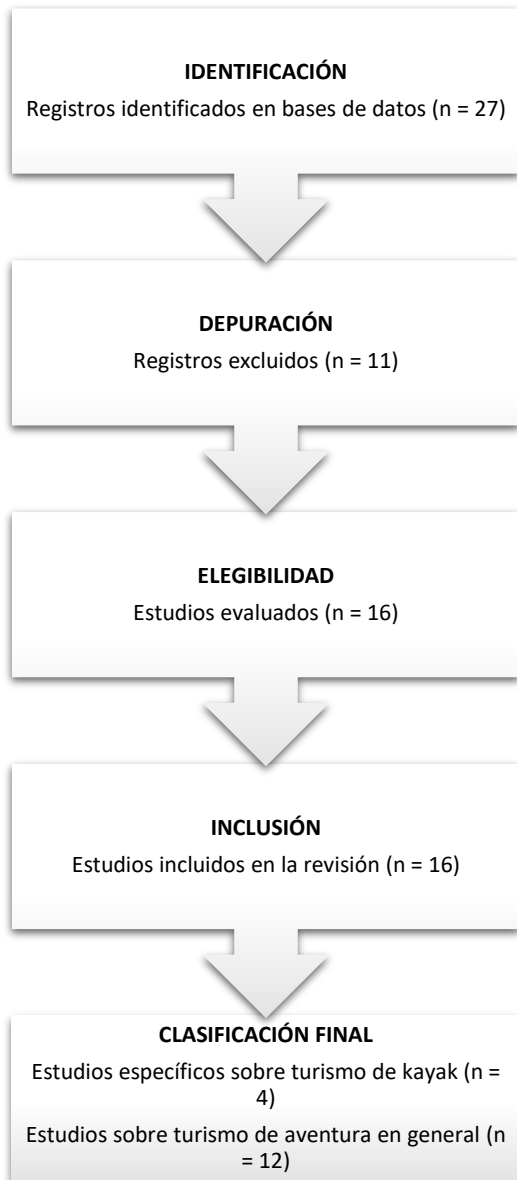 IDENTIFICACIÓN
Registros identificados en bases de datos (n = 27)
DEPURACIÓN
Registros excluidos (n = 11)
ELEGIBILIDAD
Estudios evaluados (n = 16)
INCLUSIÓN
Estudios incluidos en la revisión (n = 16)
CLASIFICACIÓN FINAL
Estudios específicos sobre turismo de kayak (n =
4)
Estudios sobre turismo de aventura en general (n
= 12)